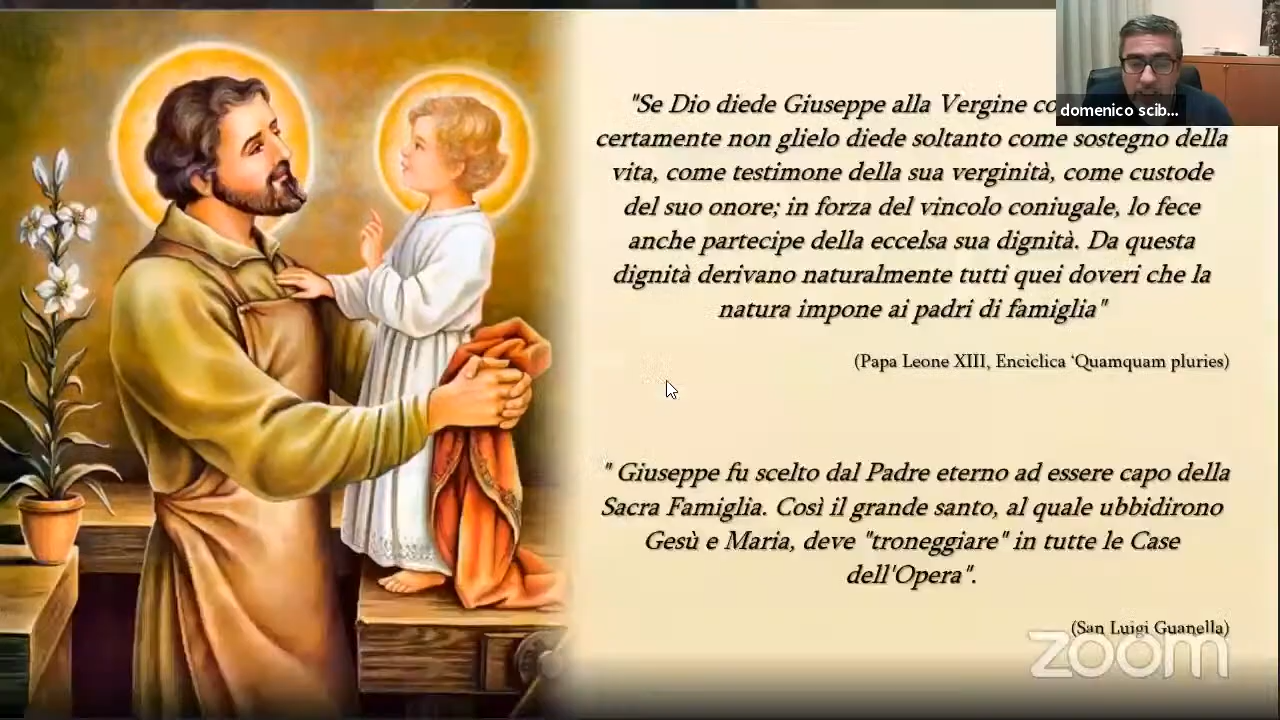 "Se Dio diede Giuseppe alla Vergine
certamente non glielo diede soltanto come sostegno della
vita, come testimone della sua verginità, come custode
del suo onore; in forza del vincolo coniugale, lo fece
anche partecipe della eccelsa sua dignità. Da questa
dignità derivano naturalmente tutti quei doveri che la
natura impone ai padri di famiglia"
(Papa Leone XIII, Enciclica ‘Quamquam pluries)
" Giuseppe fu scelto dal Padre eterno ad essere capo della
Sacra Famiglia. Così il grande santo, al quale ubbidirono
Gesù e Maria, deve "troneggiare" in tutte le Case
dell'Opera".
(San Luigi Guanella)
domenico scib...
zoom